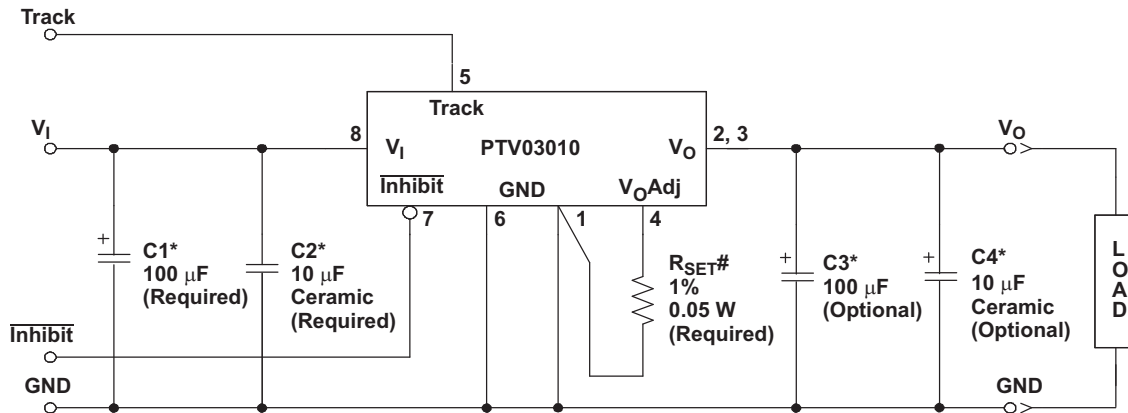 Track
5
Track
V_I
8
V_I
PTV03010
V_O
2, 3
V_O
Inhibit
GND
V_OAdj
7
6
1
4
+
C1*
100 μF
(Required)
C2*
10 μF
Ceramic
(Required)
R_SET#
1%
0.05 W
(Required)
+
C3*
100 μF
(Optional)
+
C4*
10 μF
Ceramic
(Optional)
LOAD
Inhibit
GND
GND